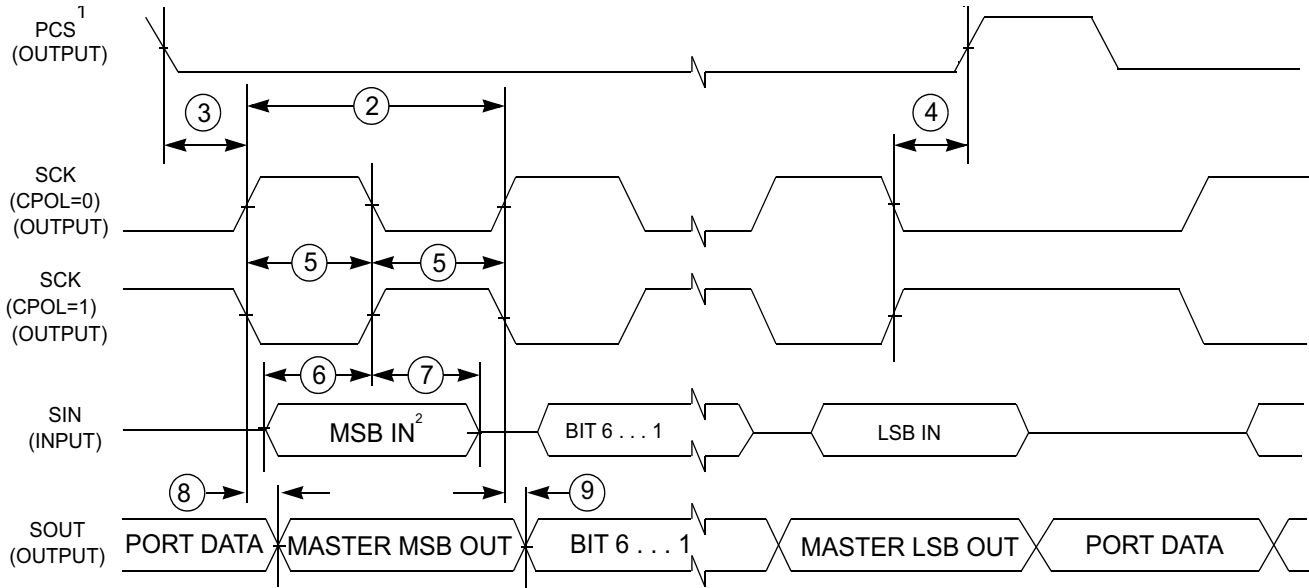 PCS1
(OUTPUT)
3
2
4
SCK
(CPOL=0)
(OUTPUT)
5
5
SCK
(CPOL=1)
(OUTPUT)
6
7
SIN
(INPUT)
MSB IN2
BIT 6 . . . 1
LSB IN
8
9
SOUT
(OUTPUT)
PORT DATA
MASTER MSB OUT
BIT 6 . . . 1
MASTER LSB OUT
PORT DATA